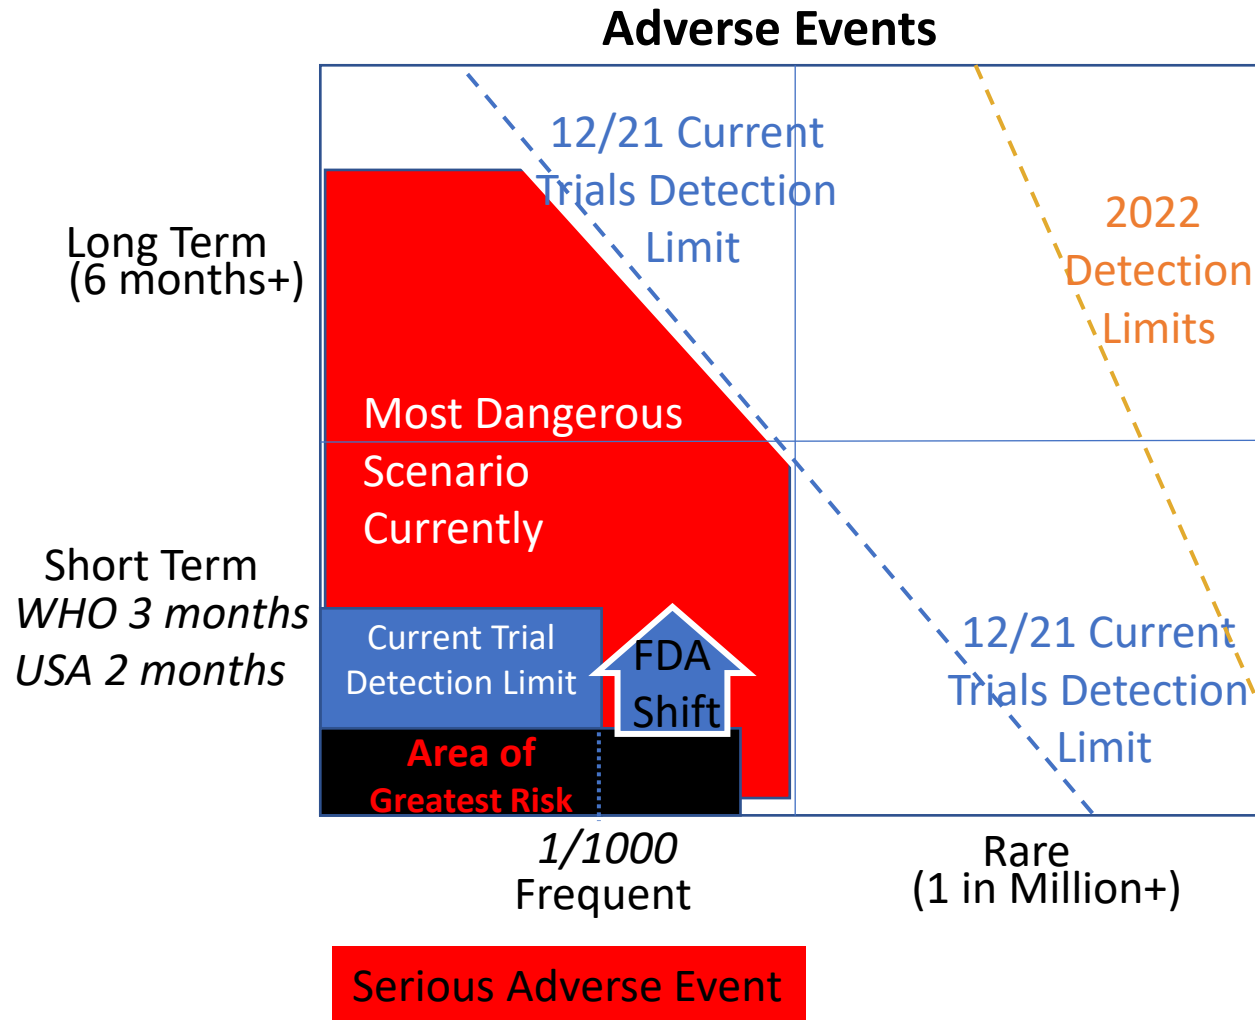 Adverse Events
12/21 Current
Trials Detection
Limit
2022
Detection
Limits
Long Term
(6 months+)
Most Dangerous
Scenario
Currently
Short Term
WHO 3 months
USA 2 months
Current Trial
Detection Limit
FDA
Shift
12/21 Current
Trials Detection
Limit
Area of
Greatest Risk
1/1000
Frequent
Rare
(1 in Million+)
Serious Adverse Event